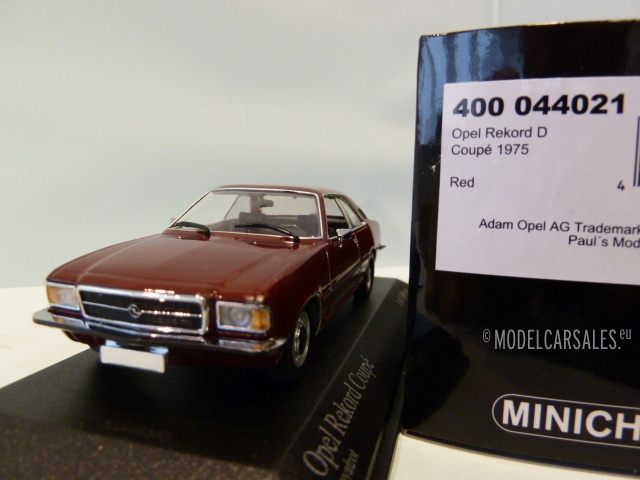 400 044021
Opel Rekord D
Coupé 1975
Red
4
Adam Opel AG Trademark
Paul´s Mod
© MODELCARSALES.eu
MINICH
Opel Rekord Coupé